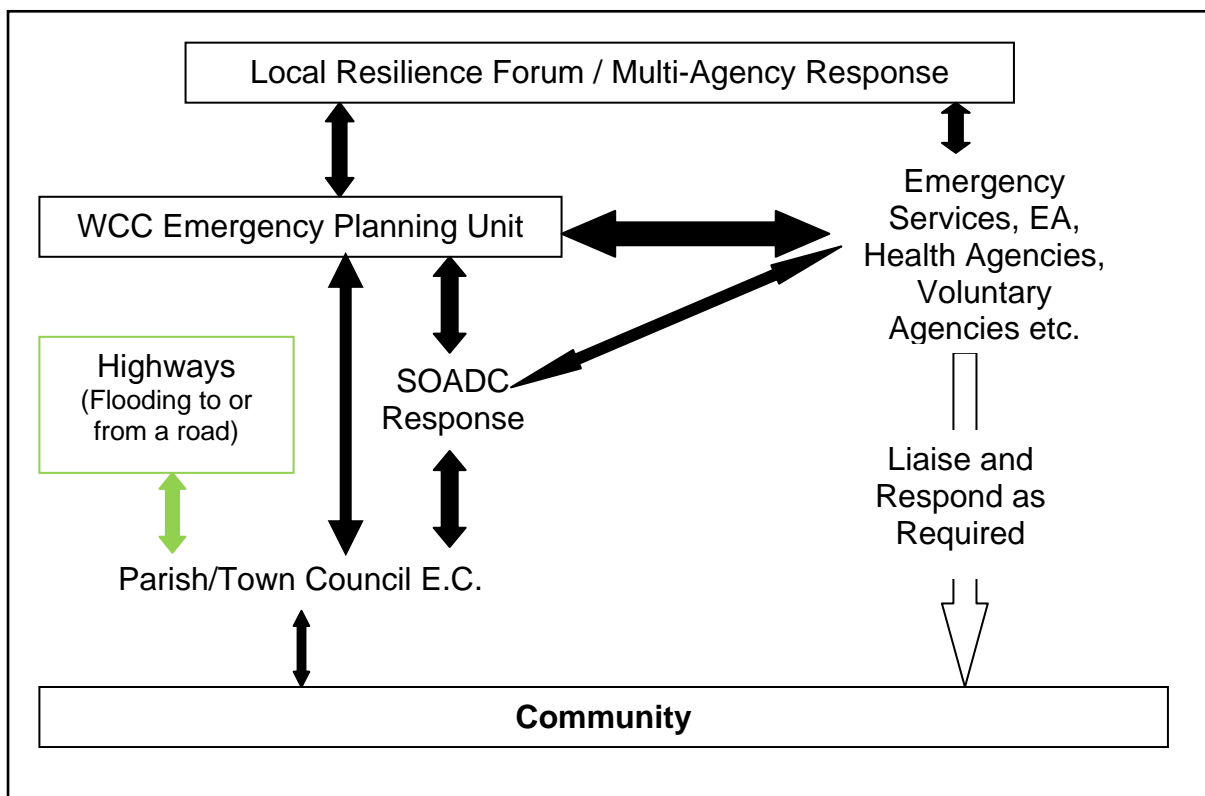 Local Resilience Forum / Multi-Agency Response
WCC Emergency Planning Unit
Emergency
Services, EA,
Health Agencies,
Voluntary
Agencies etc.
Highways
(Flooding to or
from a road)
SOADC
Response
Liaise and
Respond as
Required
Parish/Town Council E.C.
Community